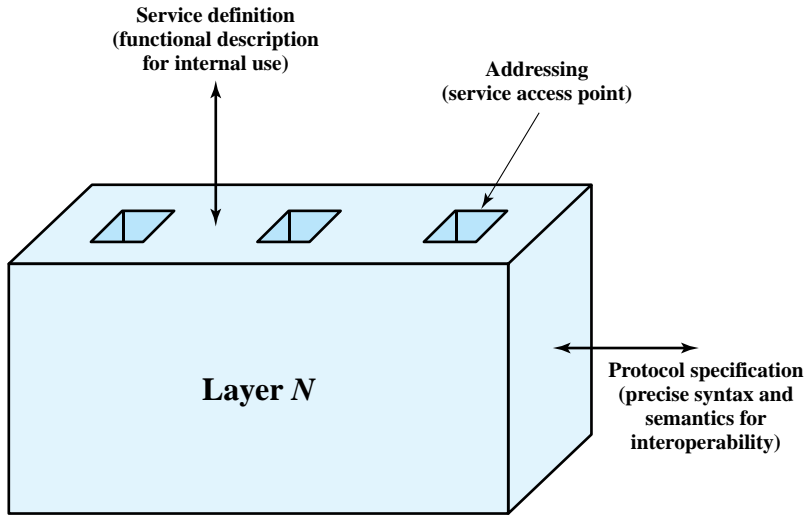 Service definition
(functional description
for internal use)
Addressing
(service access point)
Layer N
Protocol specification
(precise syntax and
semantics for
interoperability)